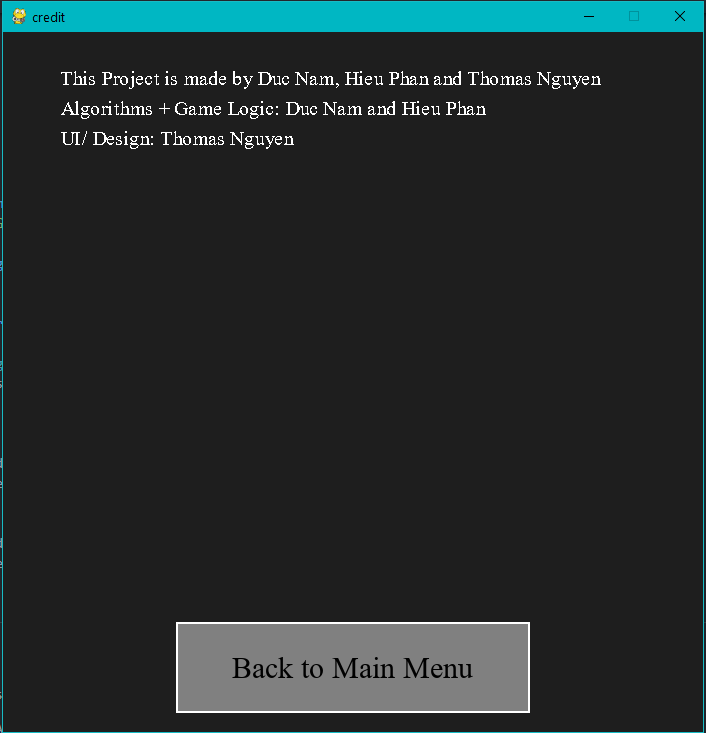 credit
This Project is made by Duc Nam, Hieu Phan and Thomas Nguyen
Algorithms + Game Logic: Duc Nam and Hieu Phan
UI/ Design: Thomas Nguyen
Back to Main Menu